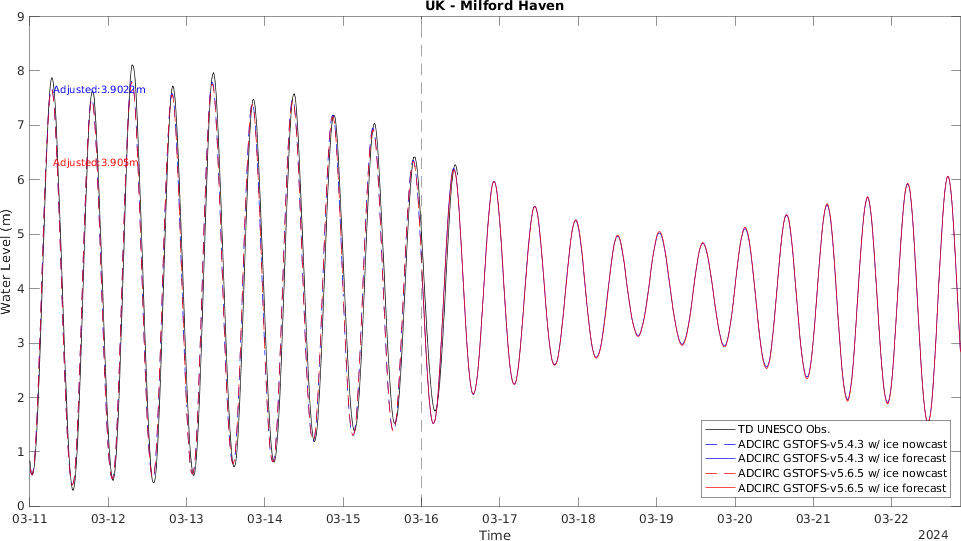 UK - Milford Haven
9
8
7
6
5
4
3
2
1
0
Water Level (m)
Adjusted:3.9022m
Adjusted:3.905m
TD UNESCO Obs.
ADCIRC GSTOFS-v5.4.3 w/ ice nowcast
ADCIRC GSTOFS-v5.4.3 w/ ice forecast
ADCIRC GSTOFS-v5.6.5 w/ ice nowcast
ADCIRC GSTOFS-v5.6.5 w/ ice forecast
03-11 03-12 03-13 03-14 03-15 03-16 03-17 03-18 03-19 03-20 03-21 03-22
Time
2024